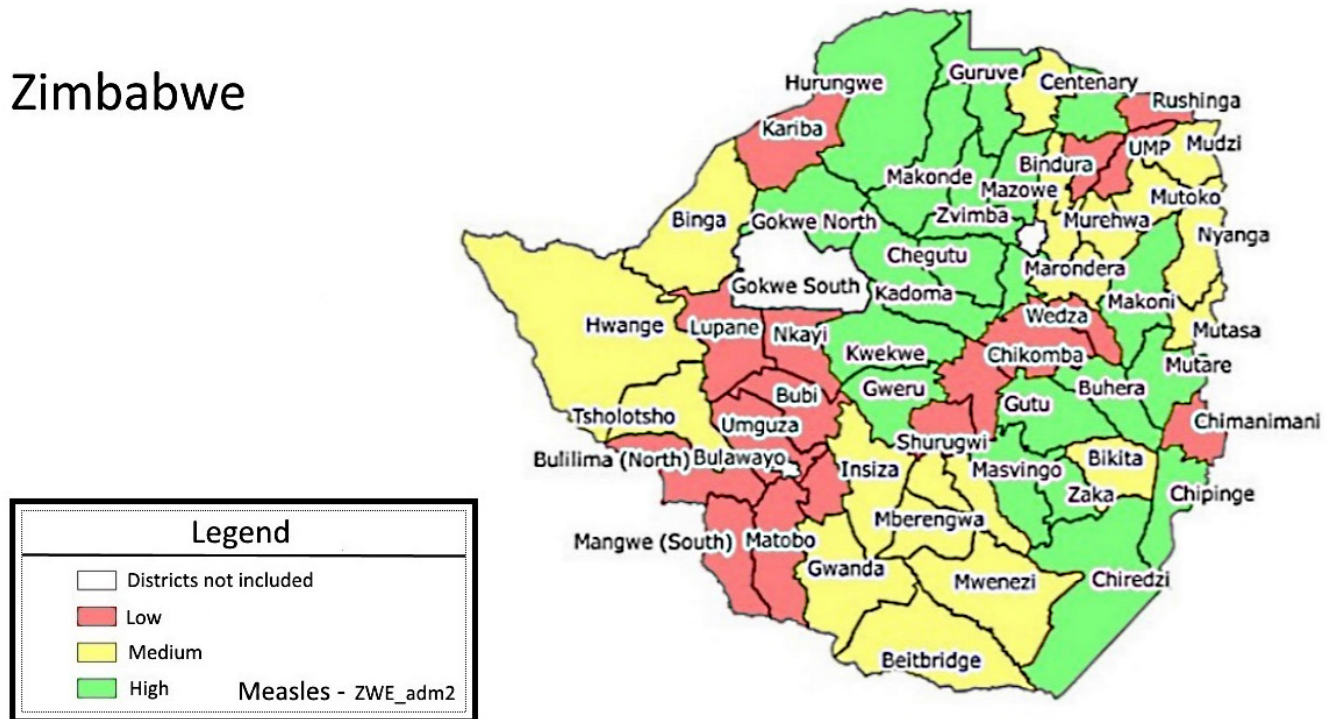 Zimbabwe
Hurungwe
Guruve
Centenary
Rushinga
Kariba
UMP
Mudzi
Bindura
Makonde
Mazowe
Mutoko
Binga
Gokwe North
Zvimba
Murehwa
Nyanga
Chegutu
Marondera
Gokwe South
Kadoma
Makoni
Hwange
Lupane
Nkayi
Wedza
Mutasa
Kwekwe
Chikomba
Mutare
Bubi
Gweru
Buhera
Tsholotsho
Umguza
Gutu
Chimanimani
Shurugwi
Bulilima (North)
Bulawayo
Insiza
Masvingo
Bikita
Zaka
Chipinge
Mberengwa
Mangwe (South)
Matobo
Gwanda
Mwenezi
Chiredzi
Beitbridge
Legend
Districts not included
Low
Medium
High
Measles - ZWE_adm2